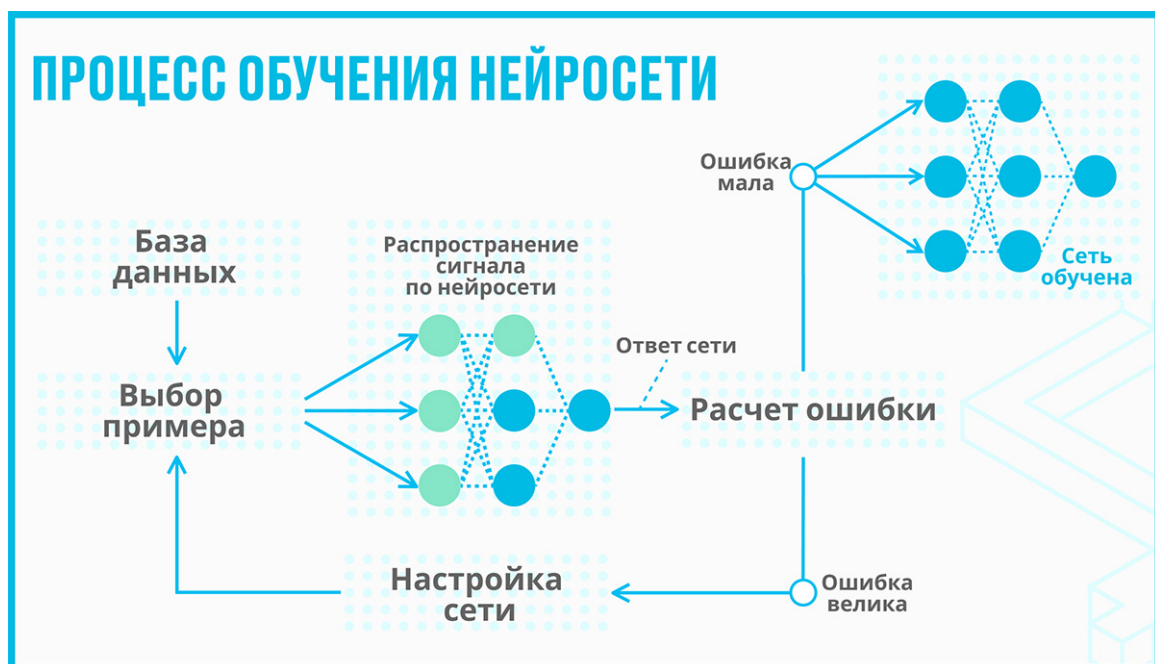 ПРОЦЕСС ОБУЧЕНИЯ НЕЙРОСЕТИ
База
данных
Выбор
примера
Распространение
сигнала
по нейросети
Ответ сети
Расчет ошибки
Ошибка
мала
Сеть
обучена
Ошибка
велика
Настройка
сети